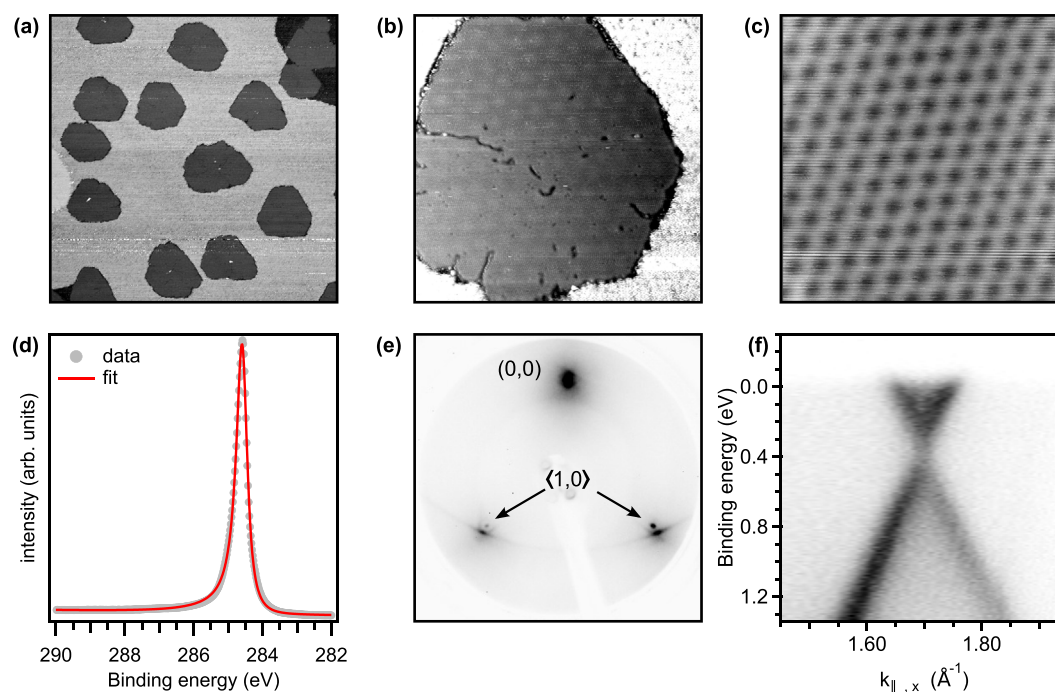 (a)
(b)
(c)
(d)
data
fit
intensity (arb. units)
290 288 286 284 282
Binding energy (eV)
(e)
(0,0)
⟨1,0⟩
(f)
Binding energy (eV)
0.0
0.4
0.8
1.2
1.60 1.80
k∥ ,x (Å-1)